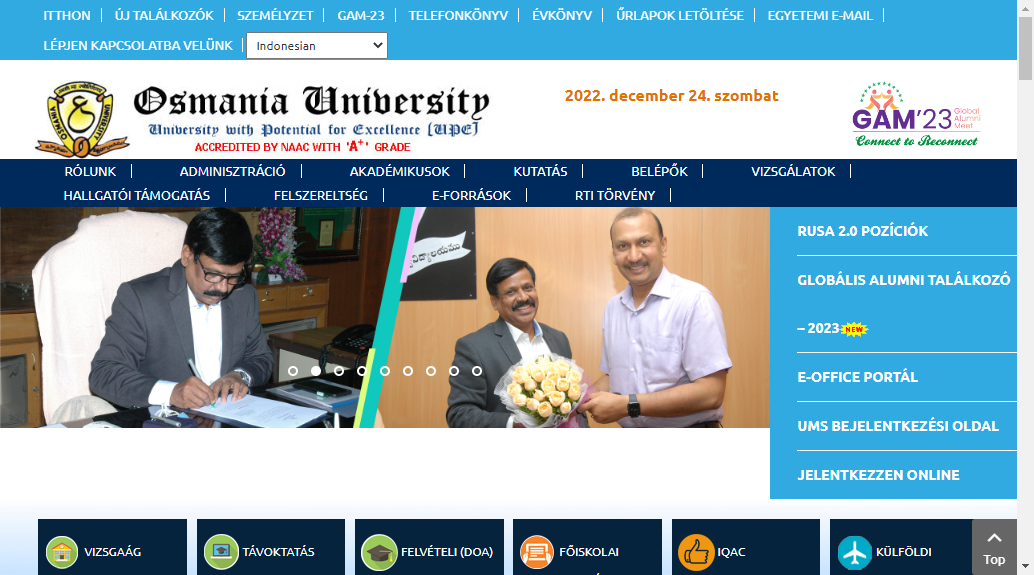 ITTHON
ÚJ TALÁLKOZÓK
SZEMÉLYZET
GAM-23
TELEFONKÖNYV
ÉVKÖNYV
ŰRLAPOK LETÖLTÉSE
EGYETEMI E-MAIL
LÉPJEN KAPCSOLATBA VELÜNK
Indonesian
Osmania University
University with Potential for Excellence [UPE]
ACCREDITED BY NAAC WITH 'A+' GRADE
2022. december 24. szombat
GAM'23 Global Alumni Meet
Connect to Reconnect
RÓLUNK
ADMINISZTRÁCIÓ
AKADÉMIKUSOK
KUTATÁS
BELÉPŐK
VIZSGÁLATOK
HALLGATÓI TÁMOGATÁS
FELSZERELTSÉG
E-FORRÁSOK
RTI TÖRVÉNY
RUSA 2.0 POZÍCIÓK
GLOBÁLIS ALUMNI TALÁLKOZÓ
– 2023 NEW
E-OFFICE PORTÁL
UMS BEJELENTKEZÉSI OLDAL
JELENTKEZZEN ONLINE
VIZSGAÁG
TÁVOKTATÁS
FELVÉTELI (DOA)
FŐISKOLAI
IQAC
KÜLFÖLDI
Top